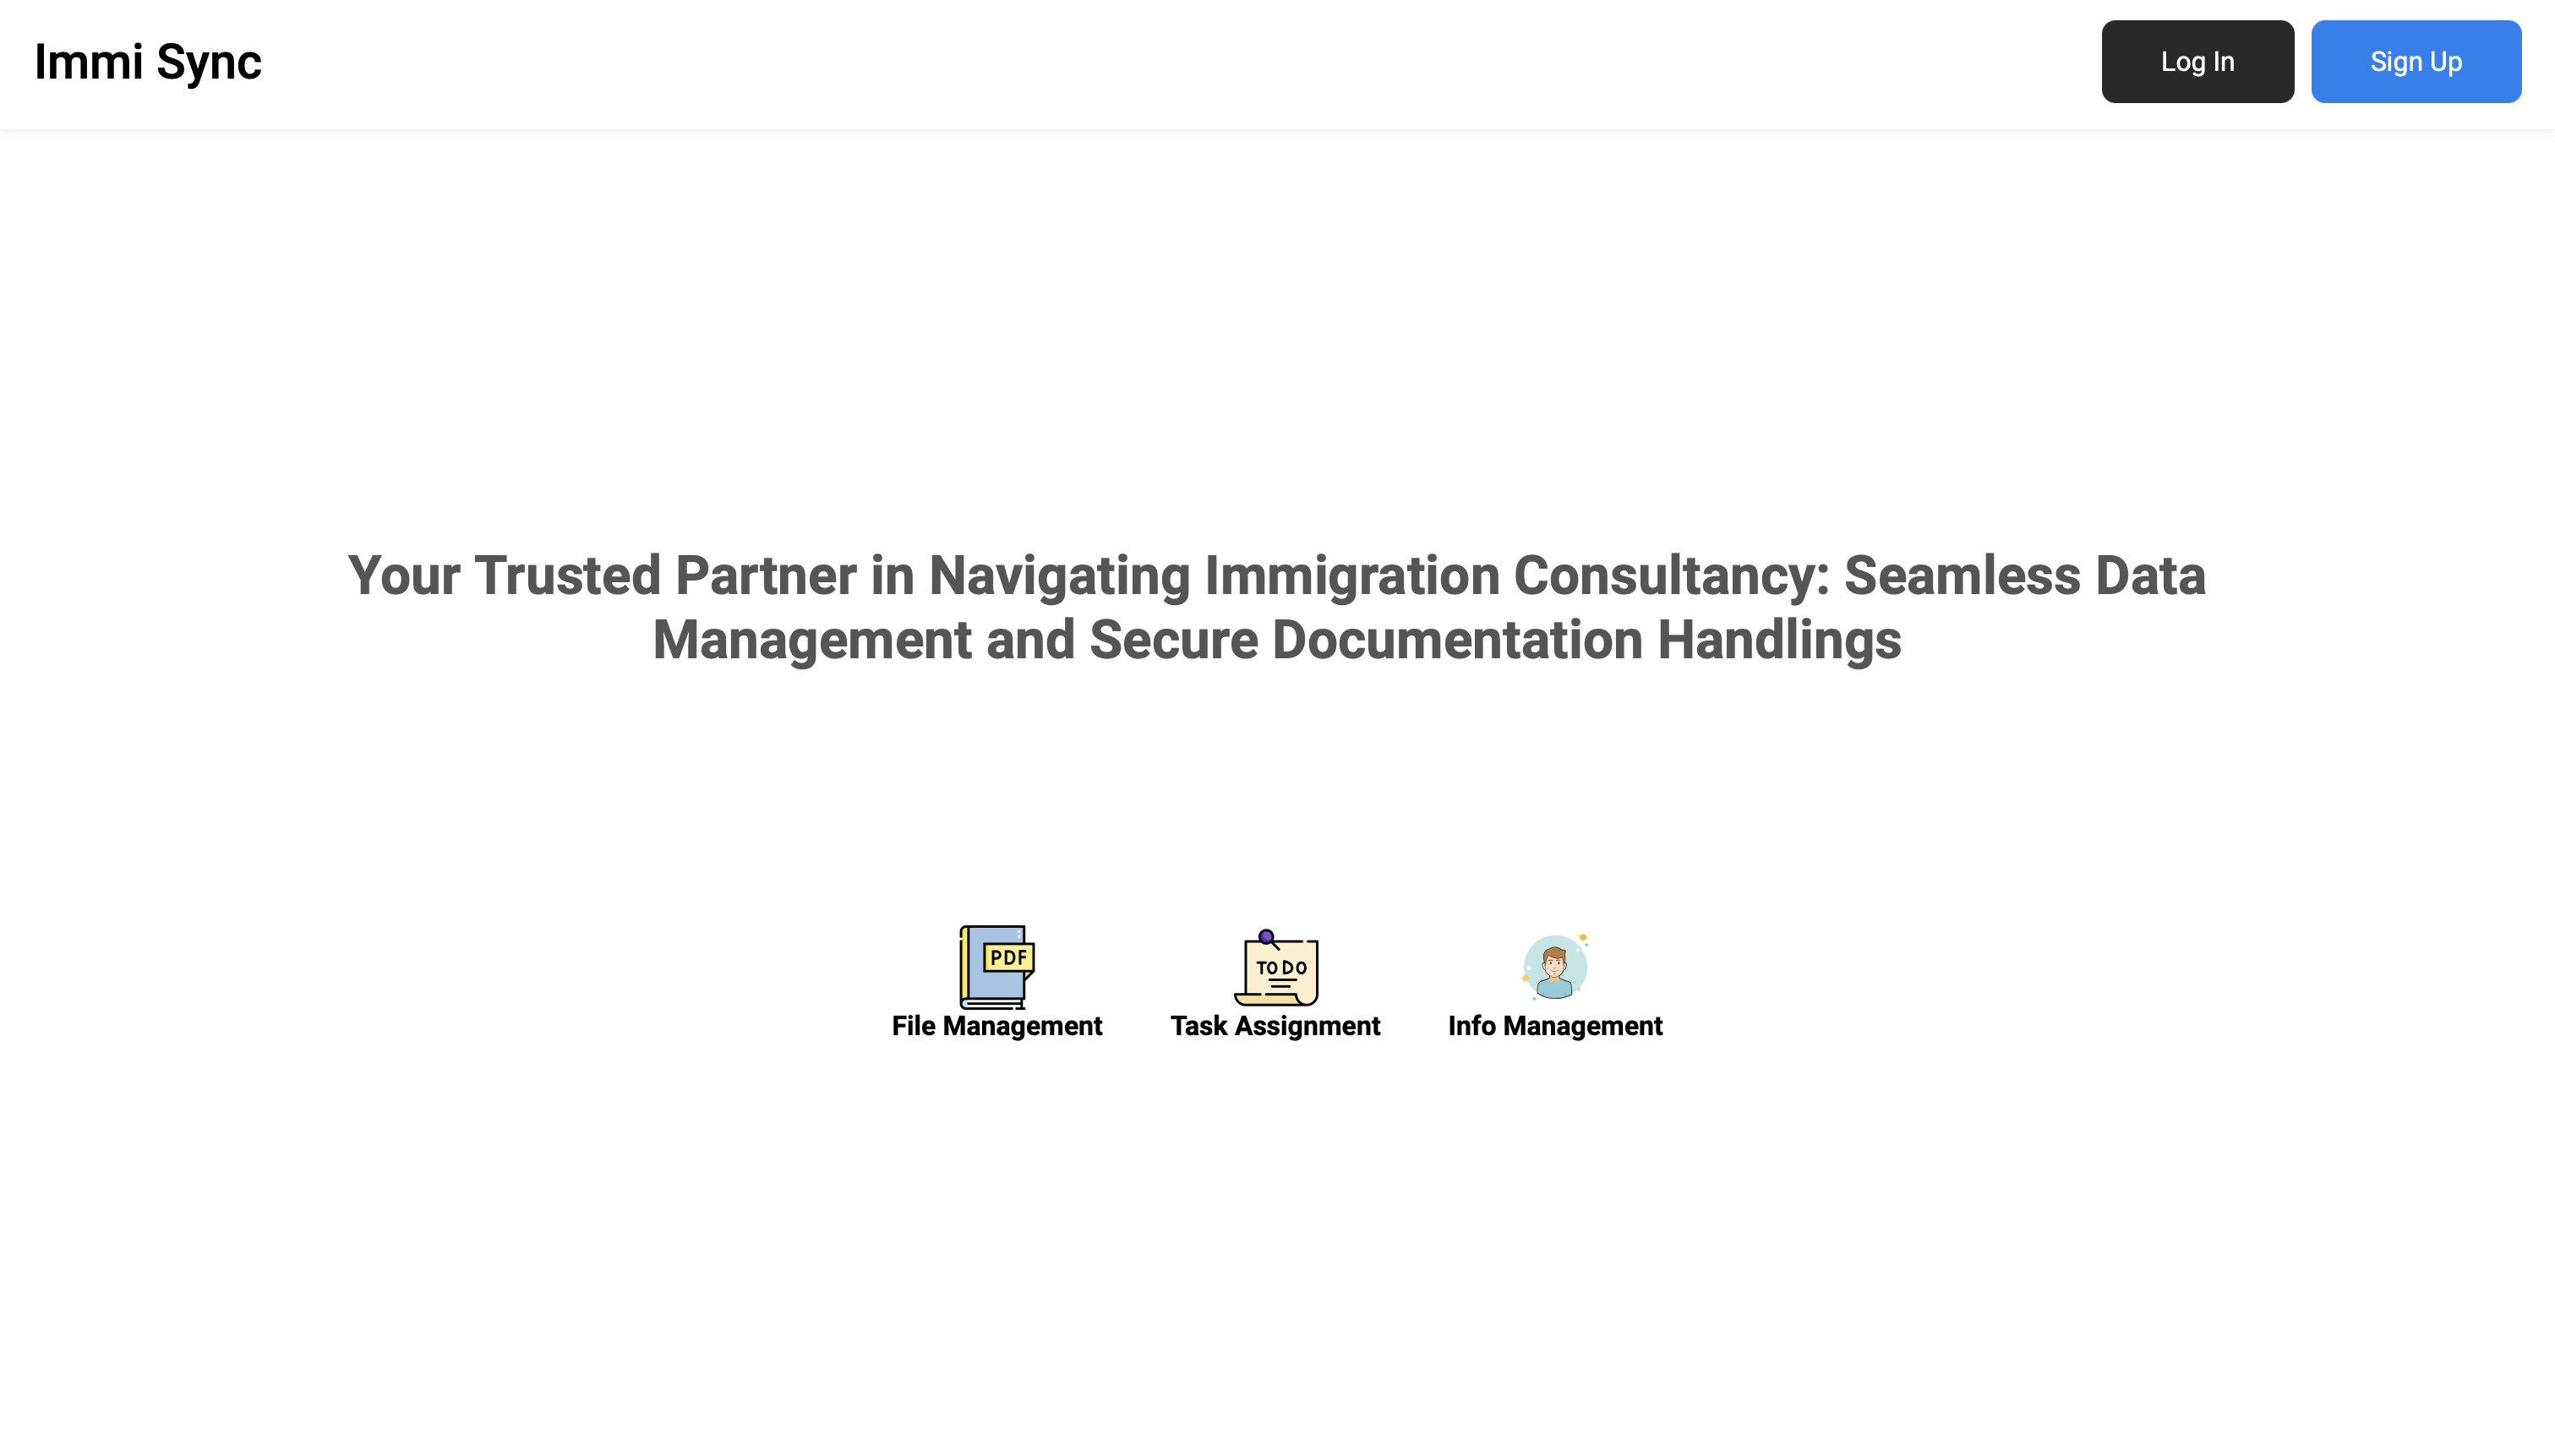 Immi Sync
Log In
Sign Up
Your Trusted Partner in Navigating Immigration Consultancy: Seamless Data
Management and Secure Documentation Handlings
PDF
TO DO
File Management
Task Assignment
Info Management